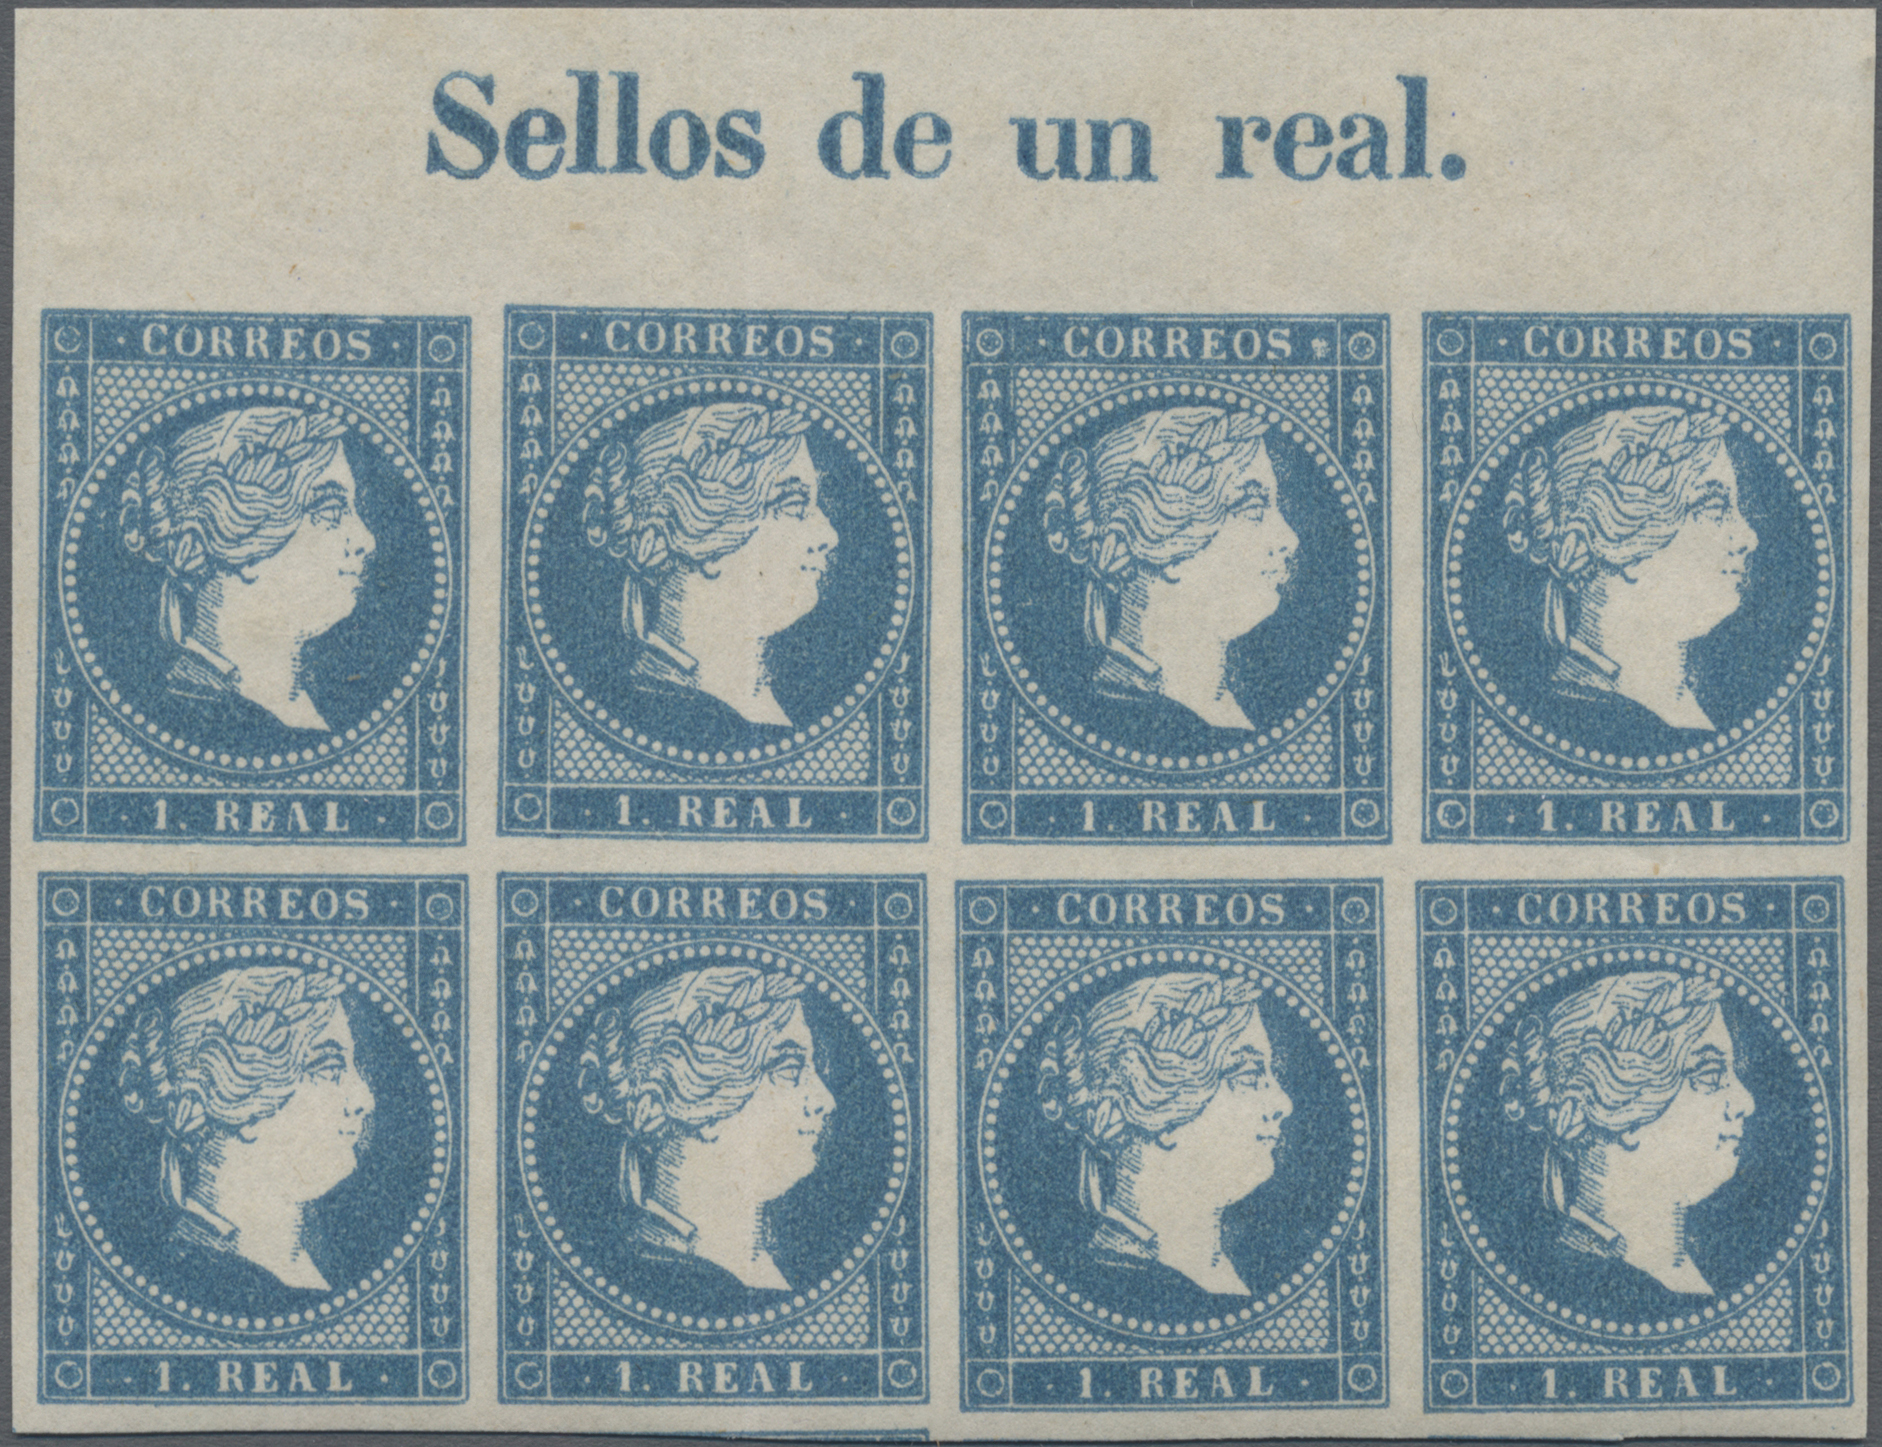 Sellos de un real.
· CORREOS · · CORREOS · · CORREOS · · CORREOS ·
· 1. REAL · · 1. REAL · · 1. REAL · · 1. REAL ·
· CORREOS · · CORREOS · · CORREOS · · CORREOS ·
· 1. REAL · · 1. REAL · · 1. REAL · · 1. REAL ·